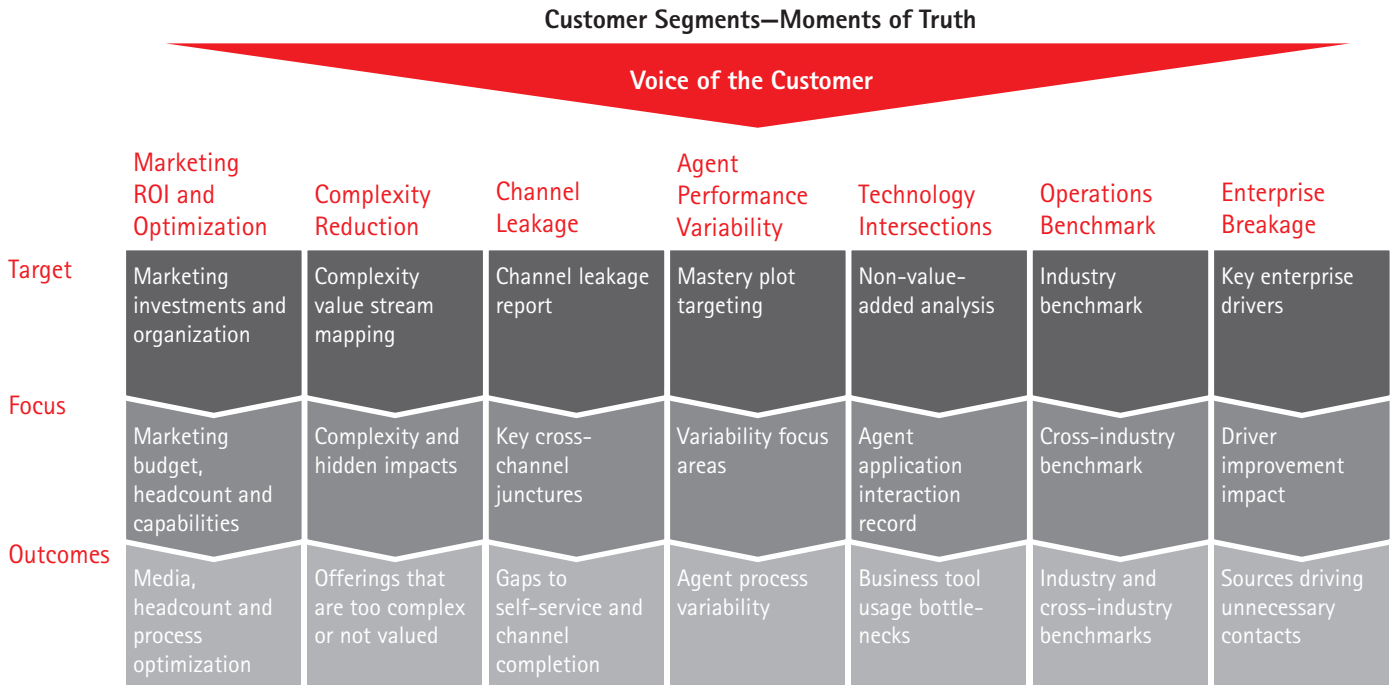 Customer Segments—Moments of Truth
Voice of the Customer
Marketing
ROI and
Optimization
Complexity
Reduction
Channel
Leakage
Agent
Performance
Variability
Technology
Intersections
Operations
Benchmark
Enterprise
Breakage
Target
Marketing
investments and
organization
Complexity
value stream
mapping
Channel leakage
report
Mastery plot
targeting
Non-value-
added analysis
Industry
benchmark
Key enterprise
drivers
Focus
Marketing
budget,
headcount and
capabilities
Complexity and
hidden impacts
Key cross-
channel
junctures
Variability focus
areas
Agent
application
interaction
record
Cross-industry
benchmark
Driver
improvement
impact
Outcomes
Media,
headcount and
process
optimization
Offerings that
are too complex
or not valued
Gaps to
self-service and
channel
completion
Agent process
variability
Business tool
usage bottle-
necks
Industry and
cross-industry
benchmarks
Sources driving
unnecessary
contacts